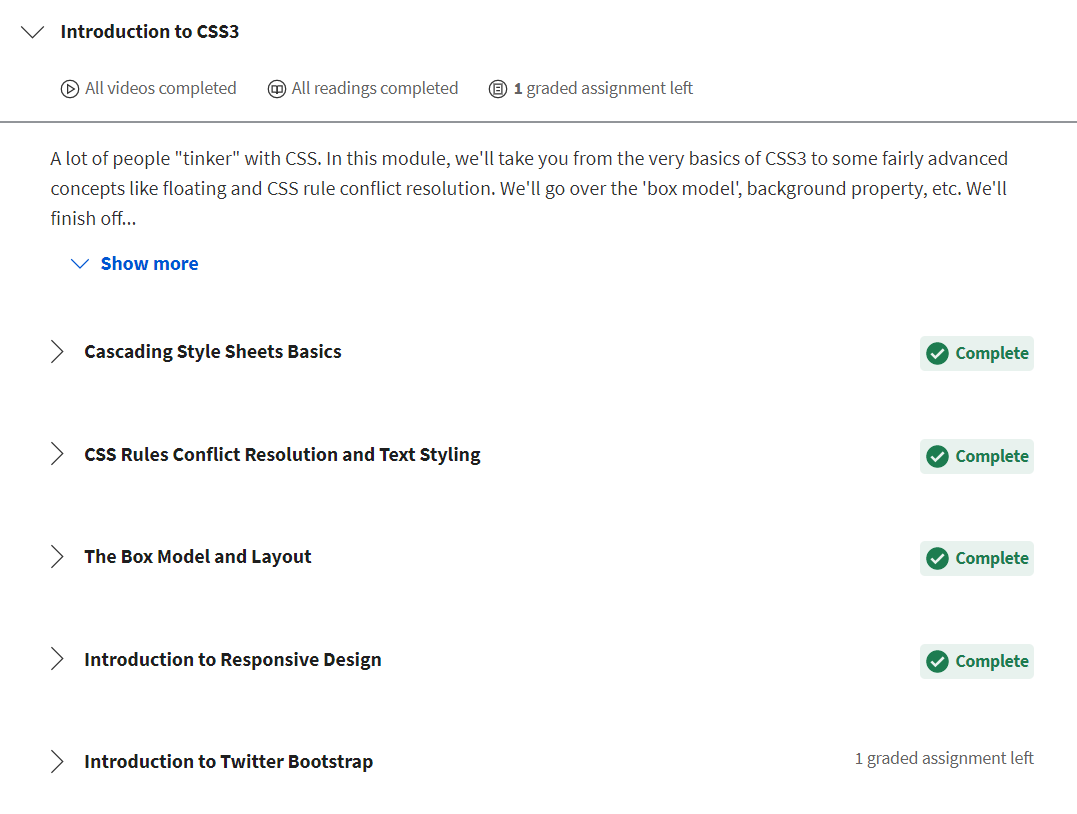 Introduction to CSS3
All videos completed
All readings completed
1 graded assignment left
A lot of people "tinker" with CSS. In this module, we'll take you from the very basics of CSS3 to some fairly advanced
concepts like floating and CSS rule conflict resolution. We'll go over the 'box model', background property, etc. We'll
finish off...
Show more
Cascading Style Sheets Basics
Complete
CSS Rules Conflict Resolution and Text Styling
Complete
The Box Model and Layout
Complete
Introduction to Responsive Design
Complete
Introduction to Twitter Bootstrap
1 graded assignment left